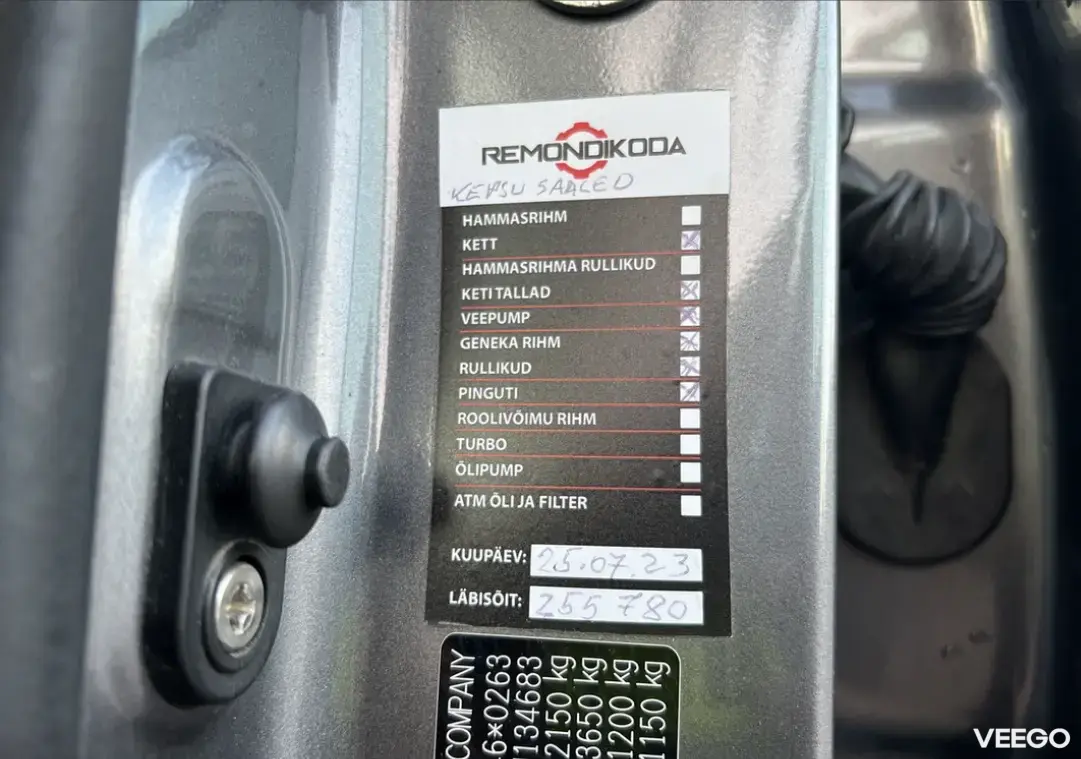 REMONDIKODA
KEPSU SAALED
HAMMASRIHM
KETT
HAMMASRIHMA RULLIKUD
KETI TALLAD
VEEPUMP
GENEKA RIHM
RULLIKUD
PINGUTI
ROOLIVÕIMU RIHM
TURBO
ÕLIPUMP
ATM ÕLI JA FILTER
KUUPÄEV: 25.07.23
LÄBISÕIT: 255 780
COMPANY
6*0263
1134683
2150 kg
3650 kg
1200 kg
1150 kg
VEEGO